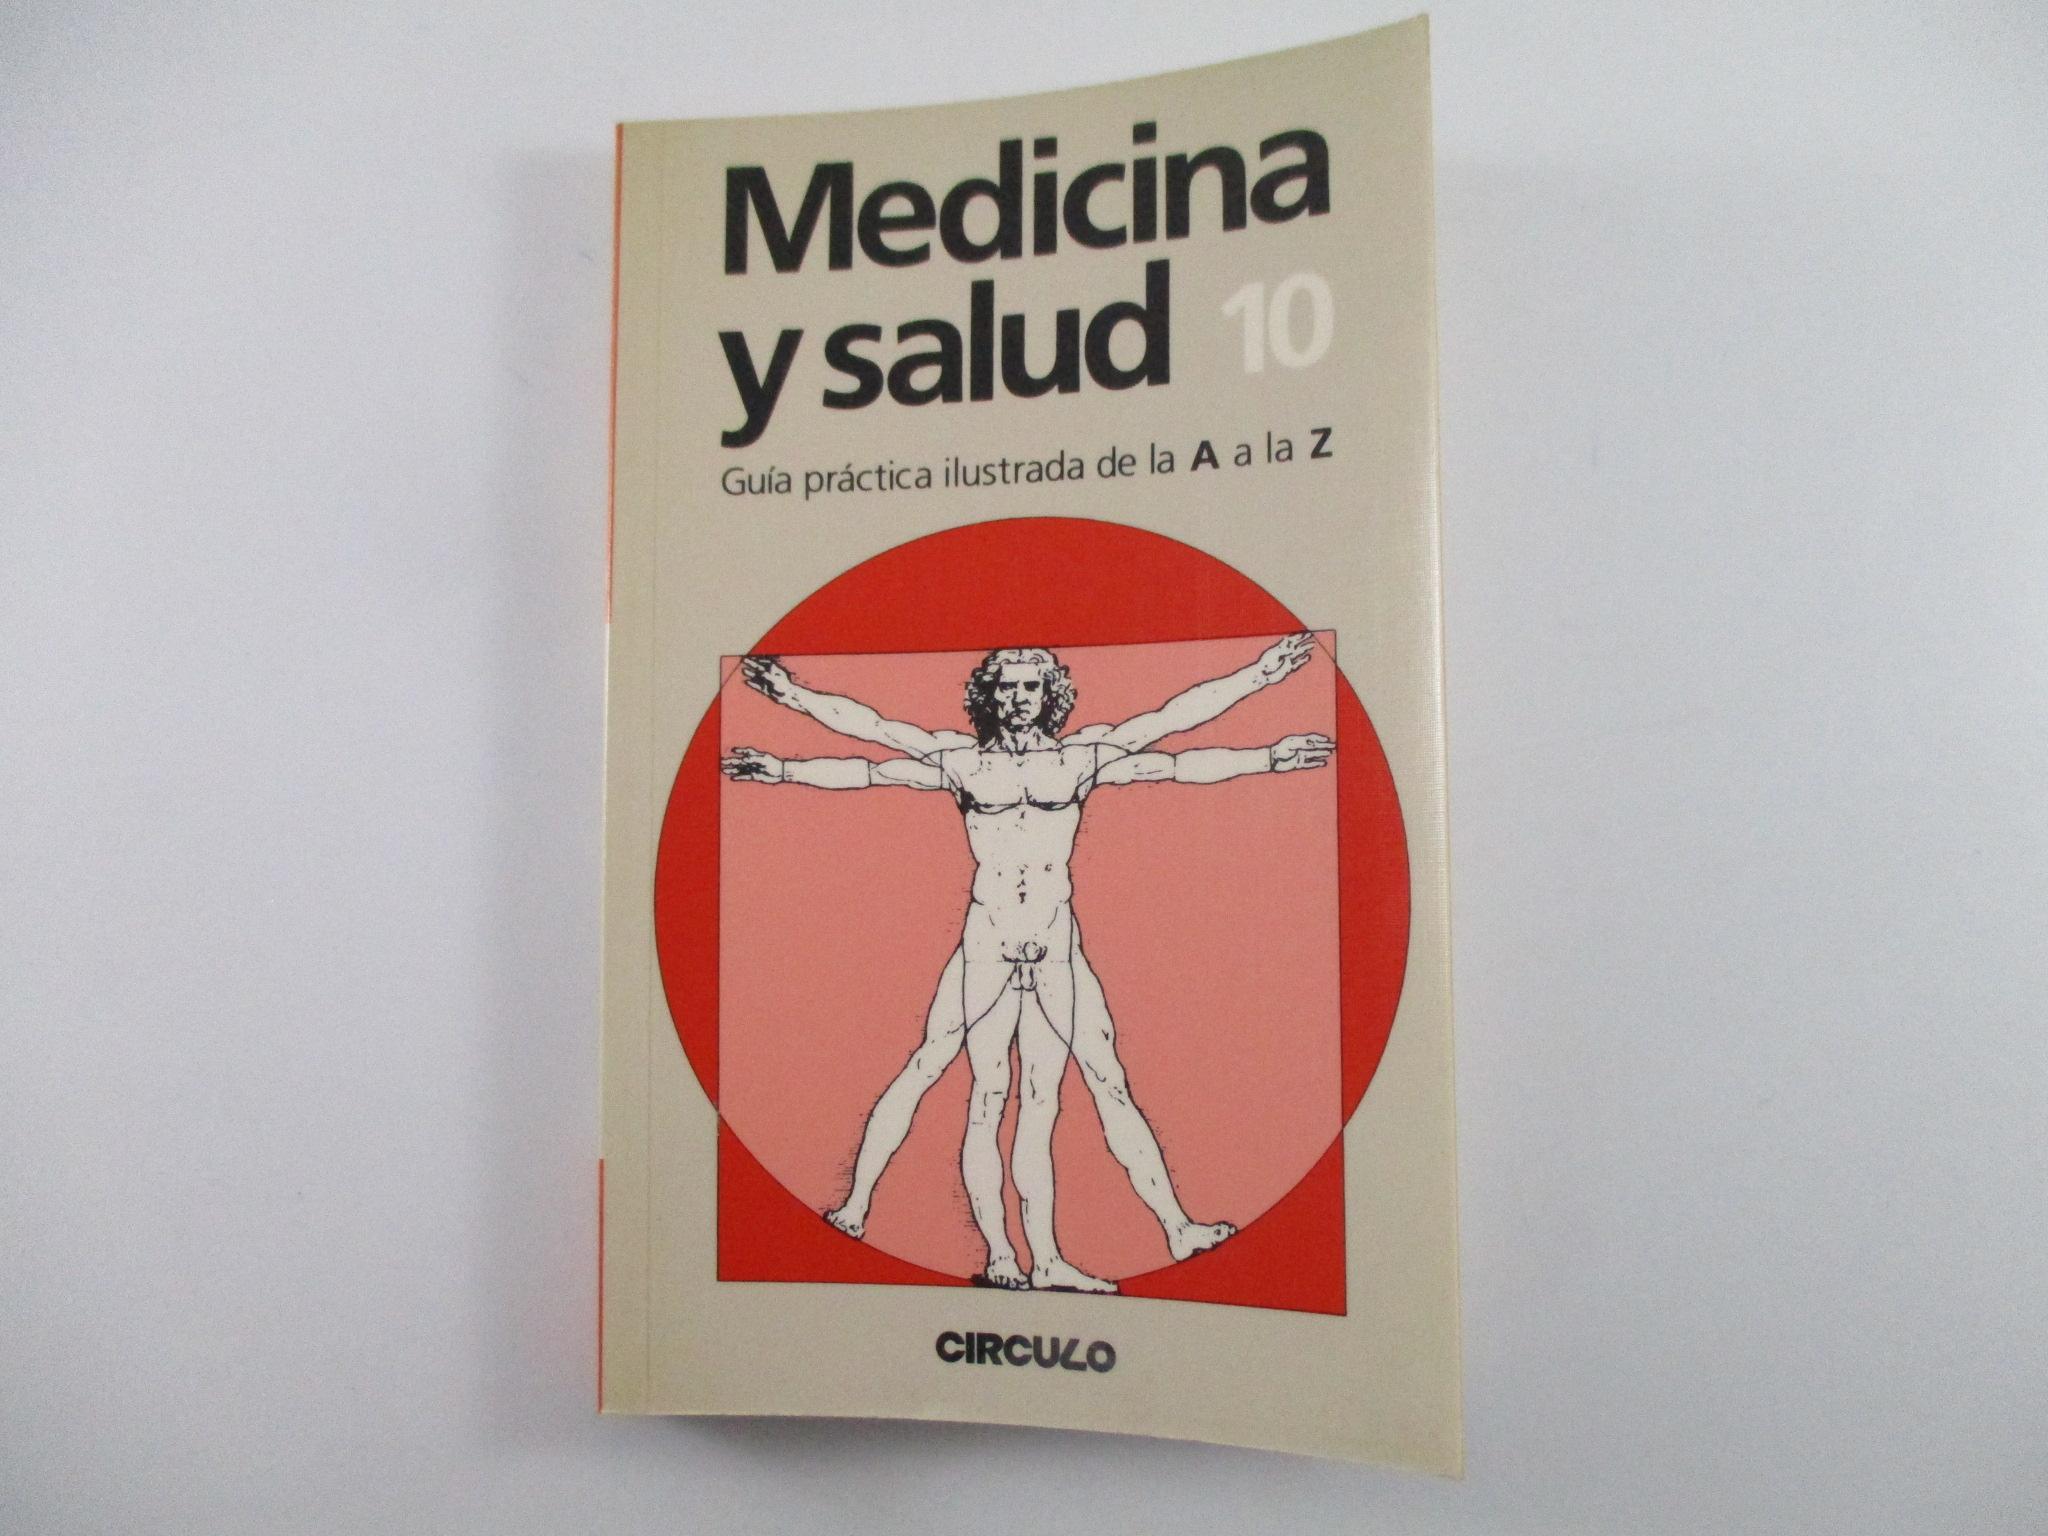 Medicina
y salud 10
Guía práctica ilustrada de la A a la Z
CIRCULO